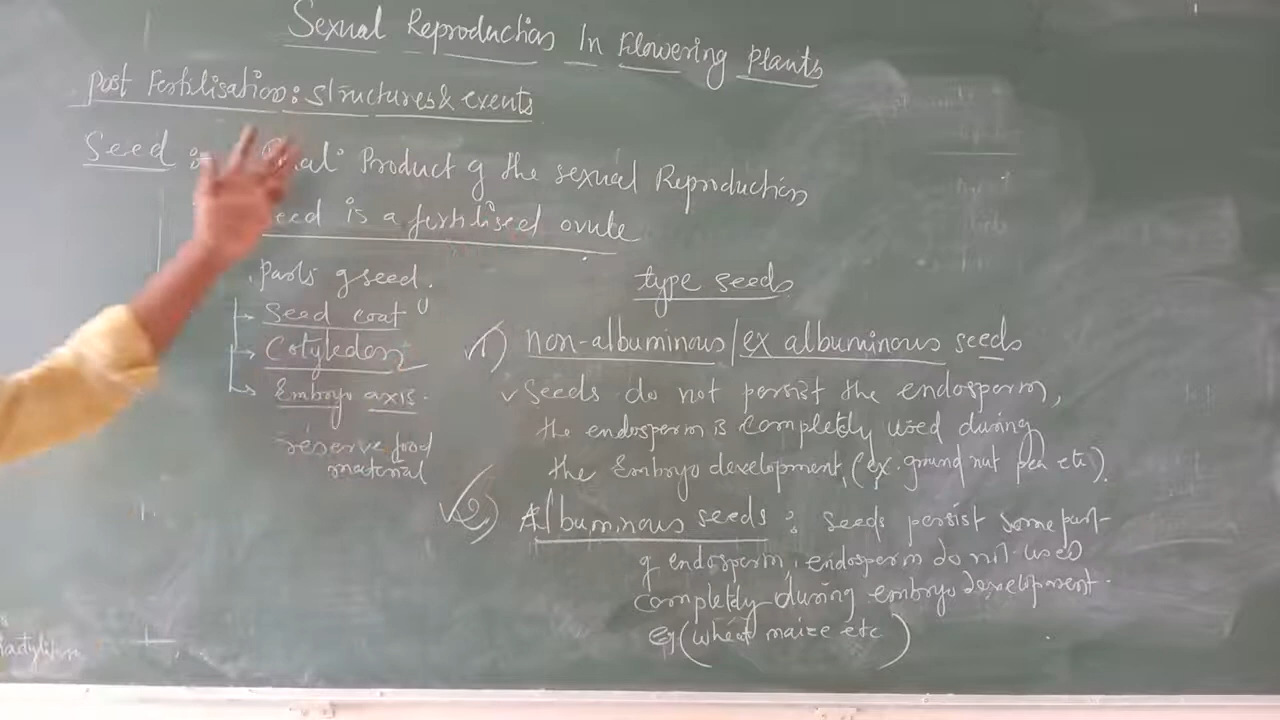 Sexual Reproduction In Flowering Plants
Post Fertilisation: Structures & events
Seed :- Product of the sexual Reproduction
Seed is a fertilised ovule
Parts of seed.
Seed coat
Cotyledon
Embryo axis.
reserve food
material
type seeds
1) non-albuminous/ex albuminous seeds
Seeds do not persist the endosperm,
the endosperm is completely used during
the Embryo development, (ex: ground nut pea etc).
2) Albuminous seeds : seeds persist some part
of endosperm, endosperm do not used
completly during embryo development.
Eg (wheat maize etc)